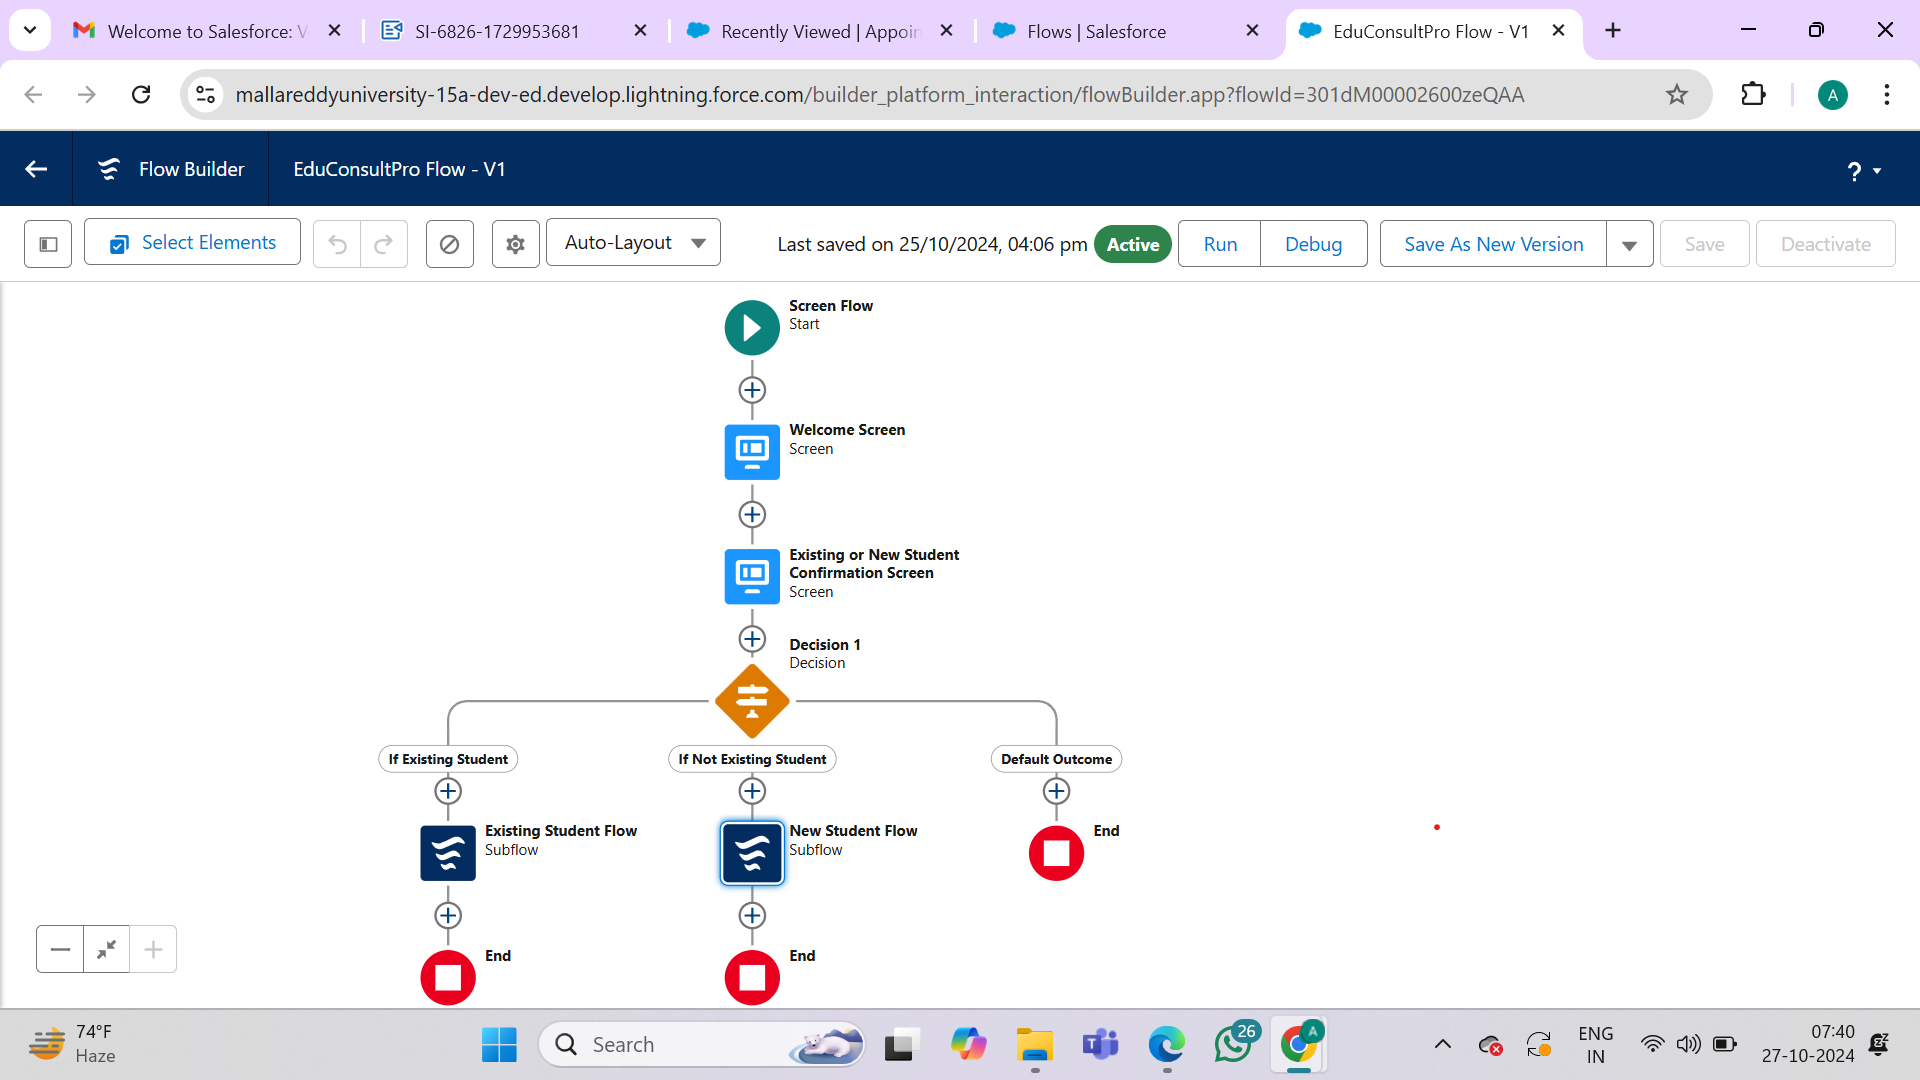 Welcome to Salesforce: V
SI-6826-1729953681
Recently Viewed | Appoin
Flows | Salesforce
EduConsultPro Flow - V1
mallareddyuniversity-15a-dev-ed.develop.lightning.force.com/builder_platform_interaction/flowBuilder.app?flowId=301dM00002600zeQAA
A
Flow Builder
EduConsultPro Flow - V1
?
Select Elements
Auto-Layout
Last saved on 25/10/2024, 04:06 pm
Active
Run
Debug
Save As New Version
Save
Deactivate
Screen Flow
Start
Welcome Screen
Screen
Existing or New Student
Confirmation Screen
Screen
Decision 1
Decision
If Existing Student
If Not Existing Student
Default Outcome
Existing Student Flow
Subflow
New Student Flow
Subflow
End
End
End
74°F
Haze
Search
26
A
ENG
IN
07:40
27-10-2024